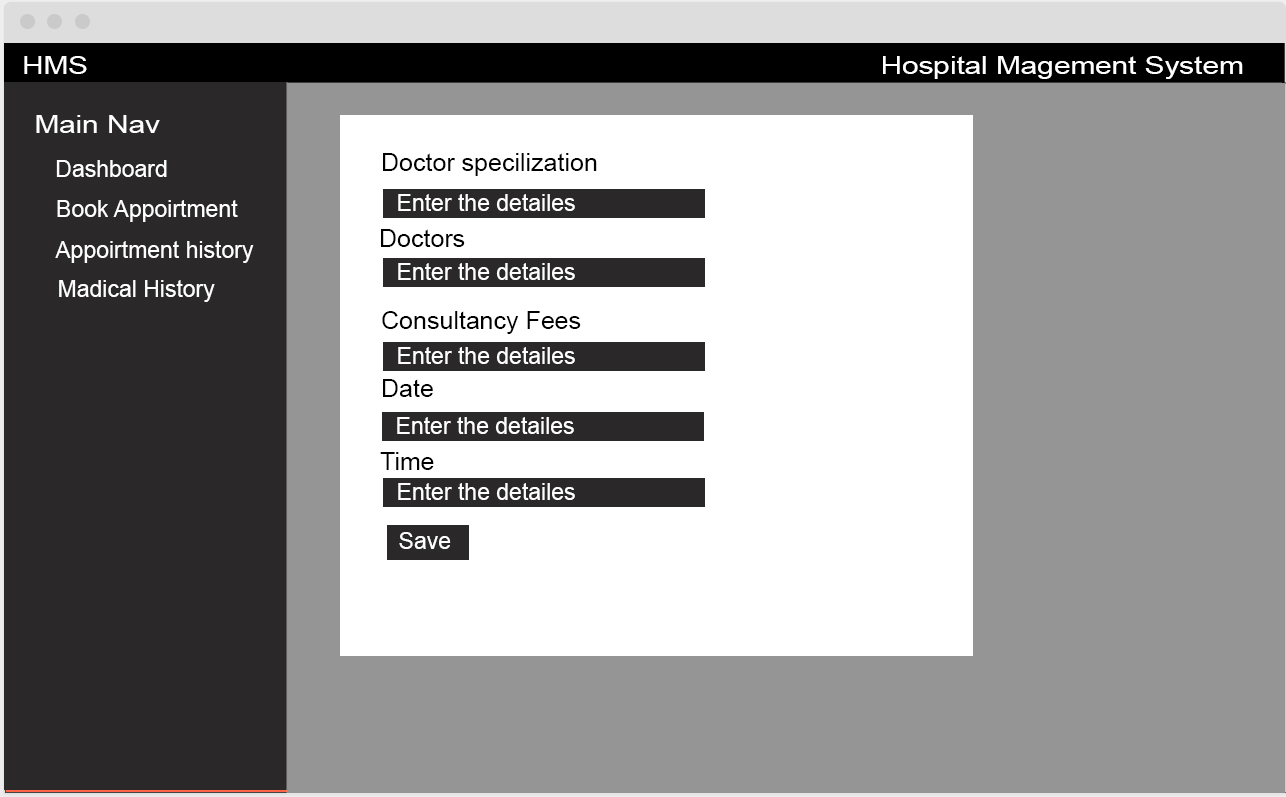 HMS
Hospital Magement System
Main Nav
Dashboard
Book Appoirtment
Appoirtment history
Madical History
Doctor specilization
Enter the detailes
Doctors
Enter the detailes
Consultancy Fees
Enter the detailes
Date
Enter the detailes
Time
Enter the detailes
Save